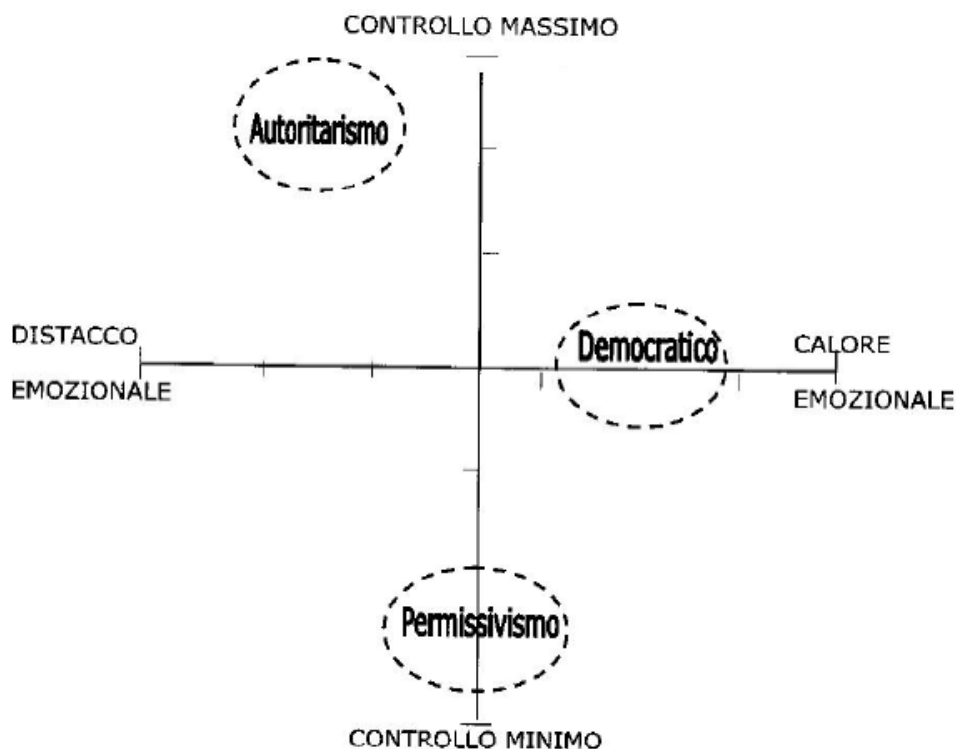 CONTROLLO MASSIMO
Autoritarismo
DISTACCO
EMOZIONALE
Democratico
CALORE
EMOZIONALE
Permissivismo
CONTROLLO MINIMO